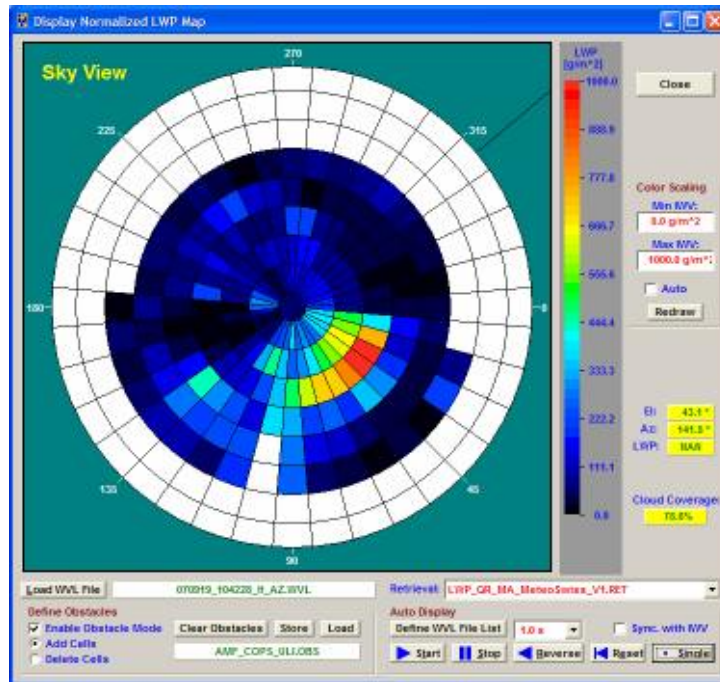 Display Normalized LWP Map
Sky View
270
225
315
180
0
135
45
90
LWP
[g/m^2]
1000.0
888.9
777.8
666.7
555.6
444.4
333.3
222.2
111.1
0.0
Close
Color Scaling
Min IWV:
0.0 g/m^2
Max IWV:
1000.0 g/m^2
Auto
Redraw
El: 43.1 °
Az: 141.8 °
LWP: NAN
Cloud Coverage
78.6%
Load WVL File
070919_104228_H_AZ.WVL
Retrieval: LWP_QR_MA_MeteoSwiss_V1.RET
Define Obstacles
Enable Obstacle Mode
Add Cells
Delete Cells
Clear Obstacles
Store
Load
AMF_COPS_ULI.OBS
Auto Display
Define WVL File List
1.0 s
Sync. with IWV
Start
Stop
Reverse
Reset
Single